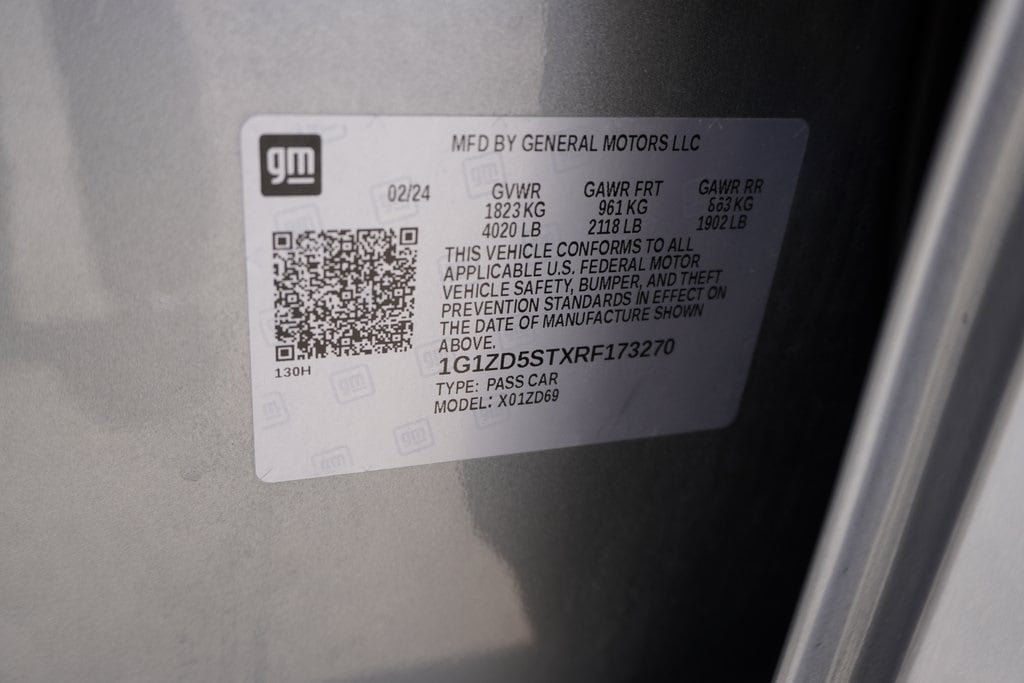 gm
MFD BY GENERAL MOTORS LLC
02/24 GVWR GAWR FRT GAWR RR
1823 KG 961 KG 863 KG
4020 LB 2118 LB 1902 LB
THIS VEHICLE CONFORMS TO ALL
APPLICABLE U.S. FEDERAL MOTOR
VEHICLE SAFETY, BUMPER, AND THEFT
PREVENTION STANDARDS IN EFFECT ON
THE DATE OF MANUFACTURE SHOWN
ABOVE.
130H
1G1ZD5STXRF173270
TYPE: PASS CAR
MODEL: X01ZD69